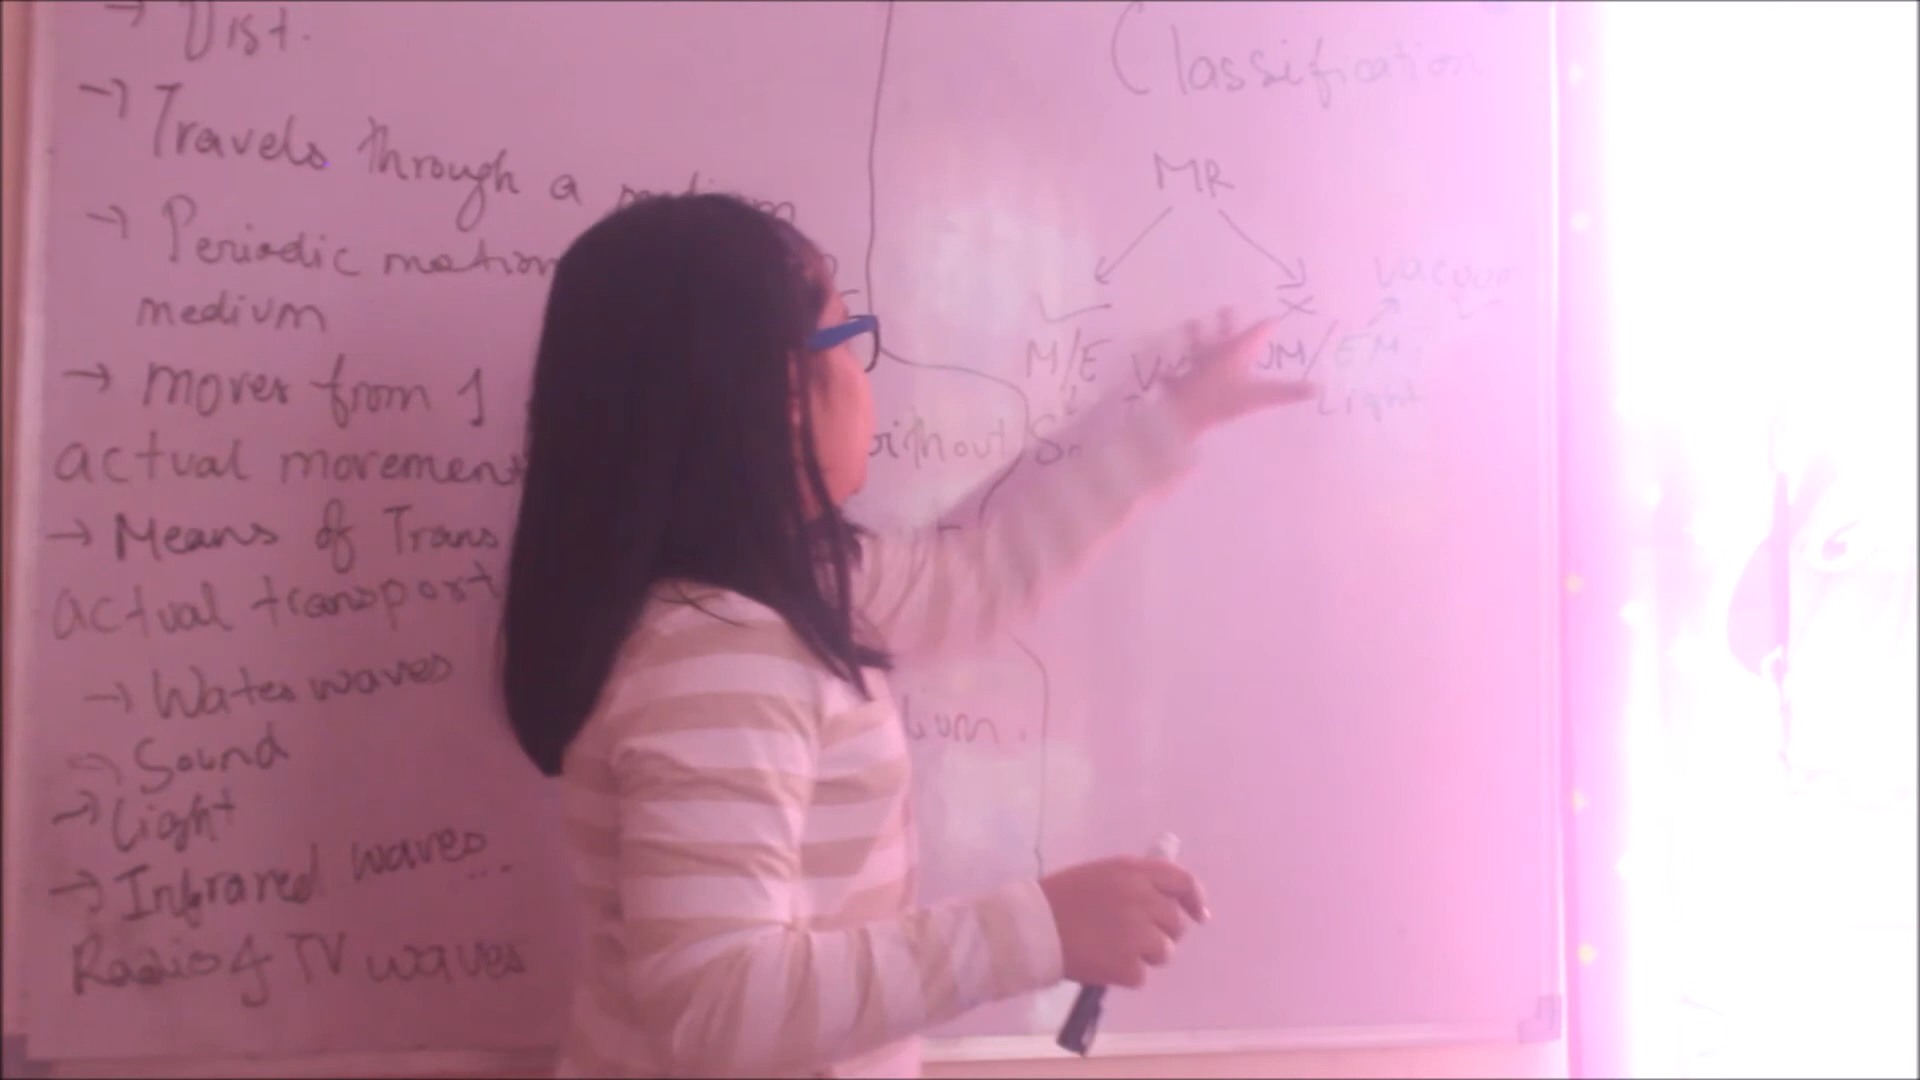 → Dist.
→ Travels through a medium
→ Periodic motion
medium
→ moves from 1
actual movement
without
→ Means of Trans
actual transport
→ Water waves
→ Sound
→ Light
→ Infrared waves...
Radio & TV waves
Classification
MR
✓ ×
vacuum ✓
M/E
NM/EM
Light